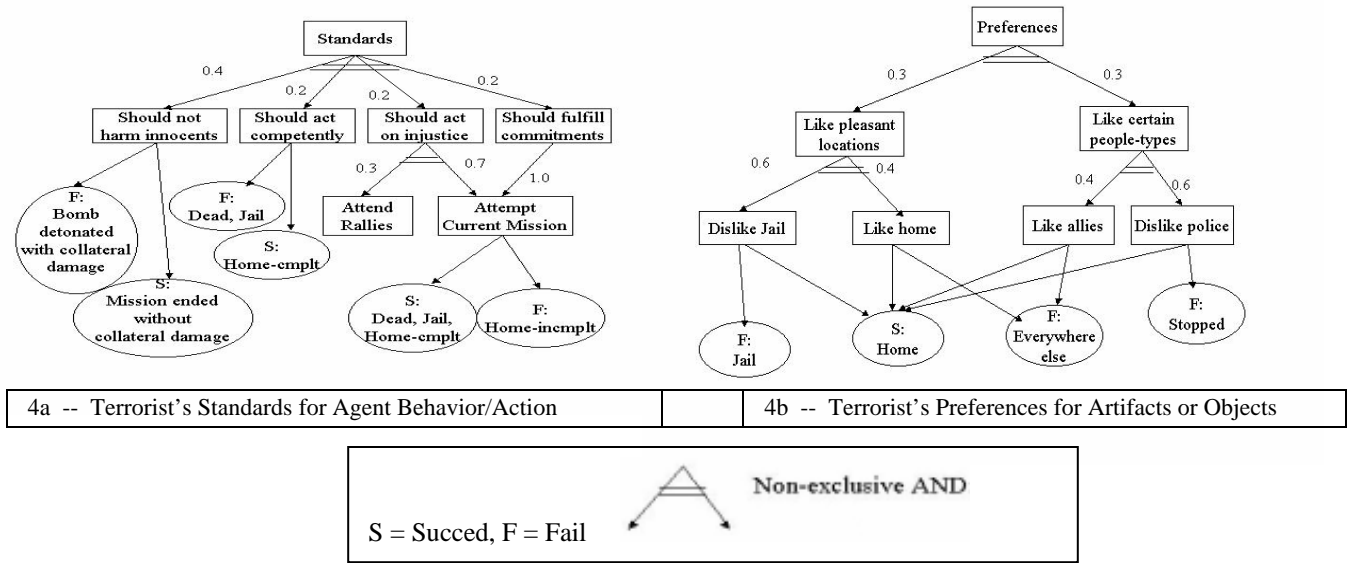 Standards
0.4
0.2
0.2
0.2
Should not
harm innocents
Should act
competently
Should act
on injustice
Should fulfill
commitments
0.3
0.7
1.0
F:
Bomb
detonated
with collateral
damage
F:
Dead, Jail
Attend
Rallies
Attempt
Current Mission
S:
Home-cmplt
S:
Mission ended
without
collateral damage
S:
Dead, Jail,
Home-cmplt
F:
Home-incmplt
Preferences
0.3
0.3
Like pleasant
locations
Like certain
people-types
0.6
0.4
0.4
0.6
Dislike Jail
Like home
Like allies
Dislike police
F:
Jail
S:
Home
F:
Everywhere
else
F:
Stopped
4a -- Terrorist's Standards for Agent Behavior/Action
4b -- Terrorist's Preferences for Artifacts or Objects
Non-exclusive AND
S = Succed, F = Fail